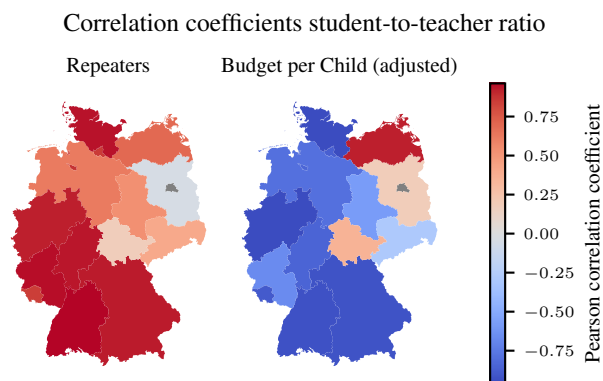 Correlation coefficients student-to-teacher ratio
Repeaters
Budget per Child (adjusted)
0.75
0.50
0.25
0.00
−0.25
−0.50
−0.75
Pearson correlation coefficient